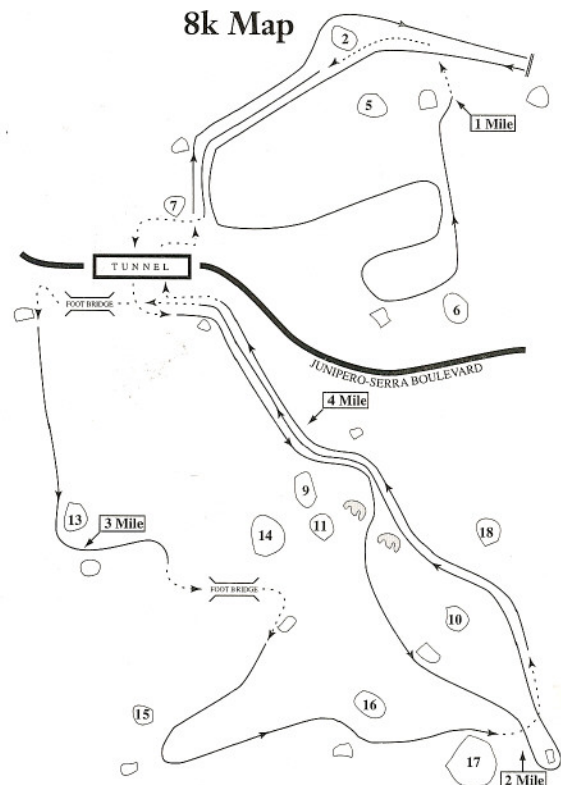 8k Map
2
5
1 Mile
7
TUNNEL
FOOT BRIDGE
6
JUNIPERO-SERRA BOULEVARD
4 Mile
9
13
3 Mile
14
11
18
FOOT BRIDGE
10
15
16
17
2 Mile